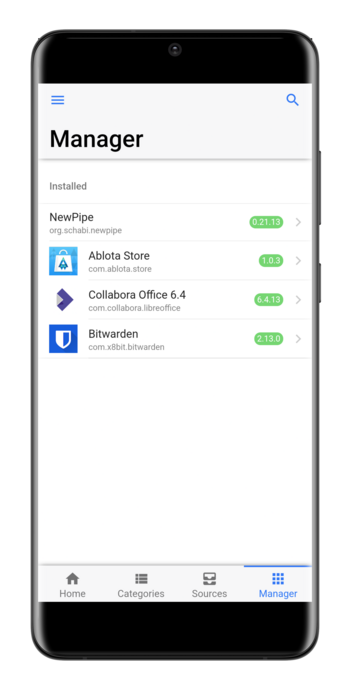 Manager
Installed
NewPipe
org.schabi.newpipe
0.21.13
Ablota Store
com.ablota.store
1.0.3
Collabora Office 6.4
com.collabora.libreoffice
6.4.13
Bitwarden
com.x8bit.bitwarden
2.13.0
Home
Categories
Sources
Manager